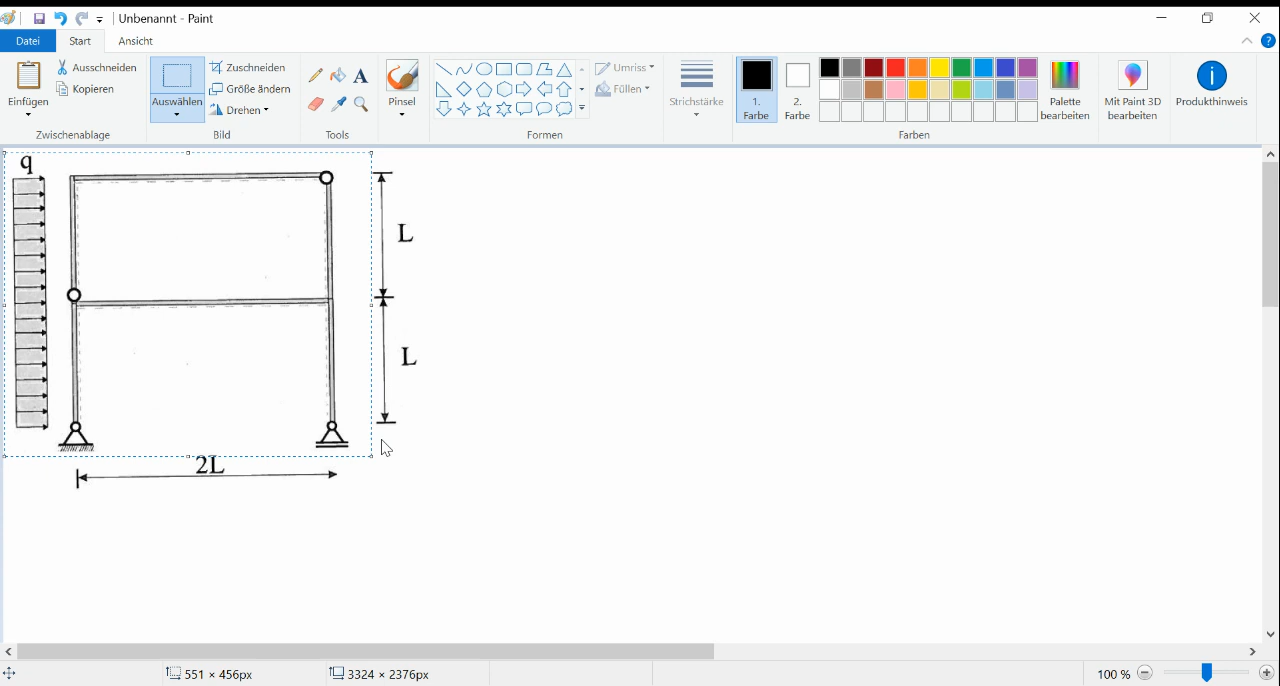 Unbenannt - Paint
Datei Start Ansicht
Einfügen
Ausschneiden
Kopieren
Zwischenablage
Auswählen
Zuschneiden
Größe ändern
Drehen
Bild
A
Tools
Pinsel
Formen
Umriss
Füllen
Strichstärke
1. Farbe
2. Farbe
Palette bearbeiten
Farben
Mit Paint 3D bearbeiten
Produkthinweis
q
L
L
2L
551 × 456px
3324 × 2376px
100 %